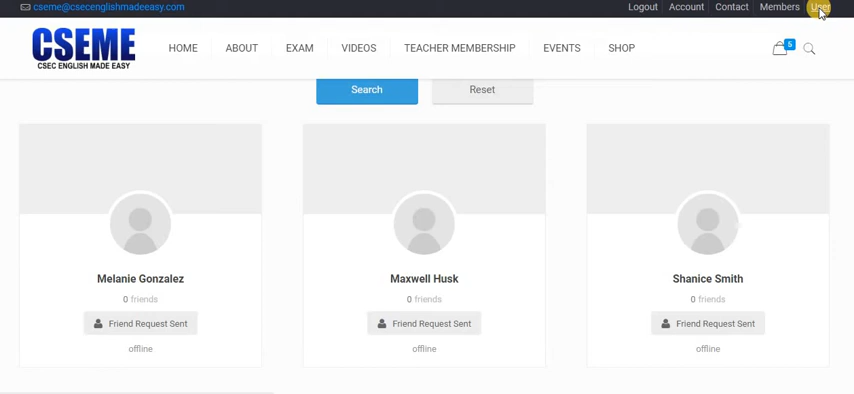 cseme@csecenglishmadeeasy.com Logout Account Contact Members User
CSEME
CSEC ENGLISH MADE EASY
HOME ABOUT EXAM VIDEOS TEACHER MEMBERSHIP EVENTS SHOP 5
Search Reset
Melanie Gonzalez Maxwell Husk Shanice Smith
0 friends 0 friends 0 friends
Friend Request Sent Friend Request Sent Friend Request Sent
offline offline offline